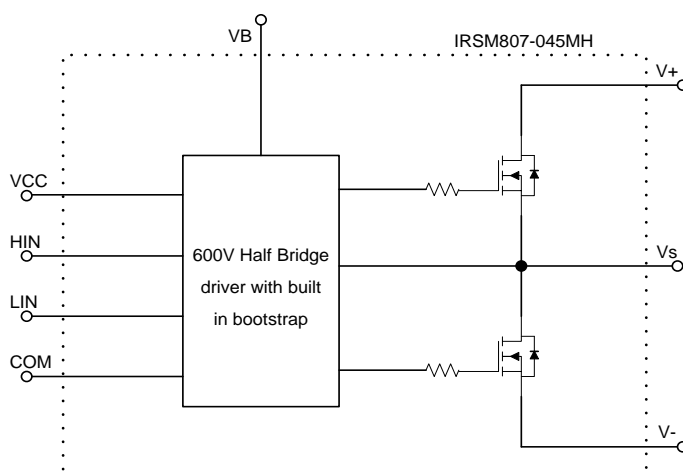 VB
IRSM807-045MH
V+
VCC
HIN
LIN
COM
600V Half Bridge
driver with built
in bootstrap
Vs
V-